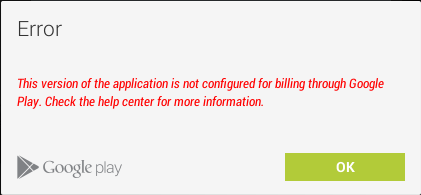 Error
This version of the application is not configured for billing through Google
Play. Check the help center for more information.
Google play
OK